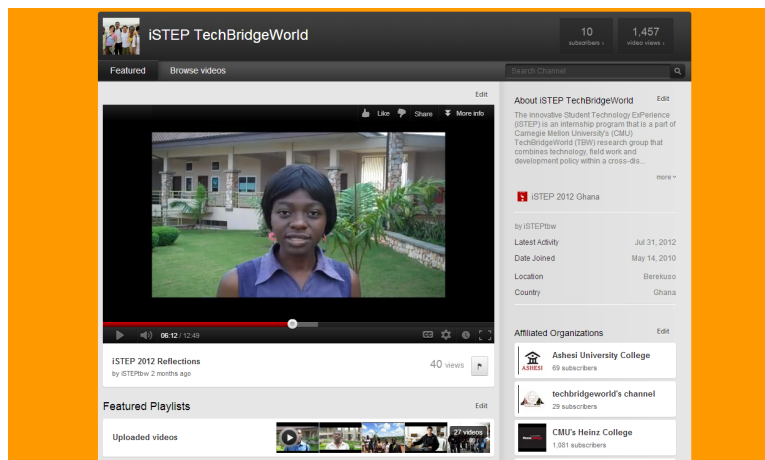 iSTEP TechBridgeWorld
10
subscribers ›
1,457
video views ›
Featured
Browse videos
Search Channel
Edit
Like
Share
More info
06:12 / 12:49
CC
iSTEP 2012 Reflections
by iSTEPtbw 2 months ago
40 views
Featured Playlists
Edit
Uploaded videos
27 videos
About iSTEP TechBridgeWorld
Edit
The Innovative Student Technology ExPerience
(iSTEP) is an internship program that is a part of
Carnegie Mellon University's (CMU)
TechBridgeWorld (TBW) research group that
combines technology, field work and
development policy within a cross-dis...
more
iSTEP 2012 Ghana
by iSTEPtbw
Latest Activity Jul 31, 2012
Date Joined May 14, 2010
Location Berekuso
Country Ghana
Affiliated Organizations
Edit
ASHESI
Ashesi University College
69 subscribers
techbridgeworld's channel
29 subscribers
CMU's Heinz College
1,081 subscribers